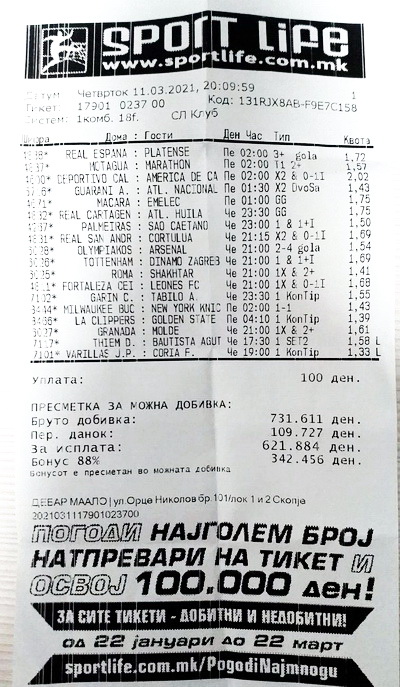 SPORT LiFE
www.sportlife.com.mk
Четврток 11.03.2021, 20:09:59 1
Тикет: 17901 0237 00 Код: 131RJX8AB-F9E7C158
Систем: 1комб. 18f. СЛ Клуб
Дома : Гости Ден Час Тип Квота
REAL ESPANA : PLATENSE Пе 02:00 3+ gola 1,72
MCTAGUA : MARATHON Пе 02:00 T1 2+ 1,57
DEPORTIVO CAL : AMERICA DE CA Пе 02:00 X2 & 0-1I 2,02
GUARANI A. : ATL. NACIONAL Пе 01:30 X2 DvoSa 1,43
MACARA : EMELEC Пе 01:00 GG 1,75
REAL CARTAGEN : ATL. HUILA Че 23:30 GG 1,75
PALMEIRAS : SAO CAETANO Че 23:00 1 & 1+I 1,50
REAL SAN ANDR : CORTULUA Че 21:15 X2 & 0-1I 1,69
OLYMPIAKOS : ARSENAL Че 21:00 2-4 gola 1,54
TOTTENHAM : DINAMO ZAGREB Че 21:00 1 & 1+I 1,69
ROMA : SHAKHTAR Че 21:00 1X & 2+ 1,41
FORTALEZA CEI : LEONES FC Че 21:00 1X & 0-1I 1,68
GARIN C. : TABILO A. Че 23:30 1 KonTip 1,55
MILWAUKEE BUC : NEW YORK KNIC Пе 02:00 1-1 1,43
LA CLIPPERS : GOLDEN STATE Пе 04:10 1 KonTip 1,39
GRANADA : MOLDE Че 21:00 1X & 2+ 1,61
THIEM D. : BAUTISTA AGUT Че 17:30 1 SET2 1,58 L
7101* VARILLAS J.P. : CORIA F. Че 19:00 1 KonTip 1,33 L
Уплата: 100 ден.
ПРЕСМЕТКА ЗА МОЖНА ДОБИВКА:
Бруто добивка: 731.611 ден.
Пер. данок: 109.727 ден.
За исплата: 621.884 ден.
Бонус 88% 342.456 ден.
Бонусот е пресметан во можната добивка
ДЕБАР МААЛО | ул.Орце Николов бр.101/лок 1 и 2 Скопје
2021031117901023700
ПОГОДИ НАЈГОЛЕМ БРОЈ
НАТПРЕВАРИ НА ТИКЕТ И
ОСВОЈ 100.000 ден!
ЗА СИТЕ ТИКЕТИ - ДОБИТНИ И НЕДОБИТНИ!
од 22 јануари до 22 март
sportlife.com.mk/PogodiNajmnogu